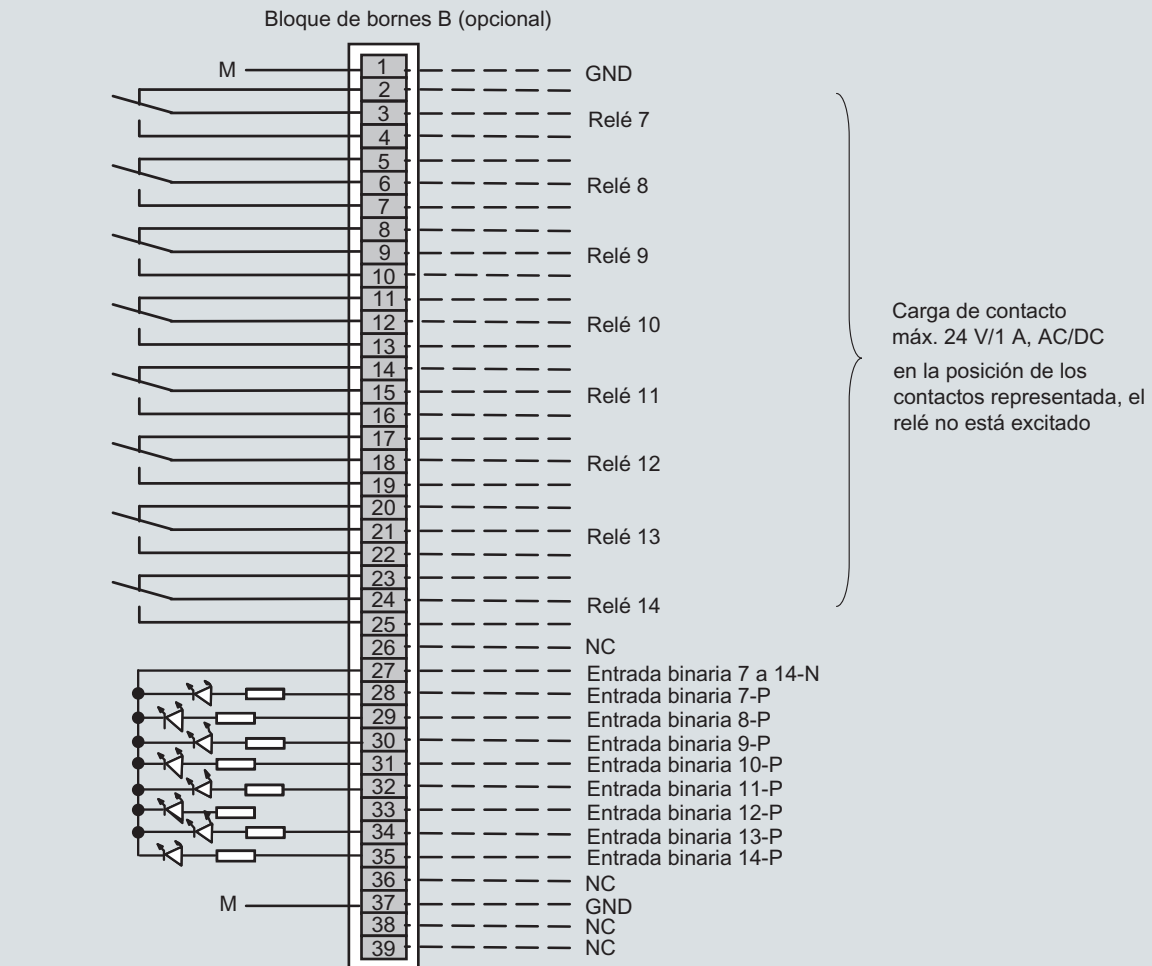 Bloque de bornes B (opcional)
M 1 GND
2
3 Relé 7
4
5
6 Relé 8
7
8
9 Relé 9
10
11
12 Relé 10
13
14
15 Relé 11
16
17
18 Relé 12
19
20
21 Relé 13
22
23
24 Relé 14
25
Carga de contacto
máx. 24 V/1 A, AC/DC
en la posición de los
contactos representada, el
relé no está excitado
26 NC
27 Entrada binaria 7 a 14-N
28 Entrada binaria 7-P
29 Entrada binaria 8-P
30 Entrada binaria 9-P
31 Entrada binaria 10-P
32 Entrada binaria 11-P
33 Entrada binaria 12-P
34 Entrada binaria 13-P
35 Entrada binaria 14-P
36 NC
M 37 GND
38 NC
39 NC